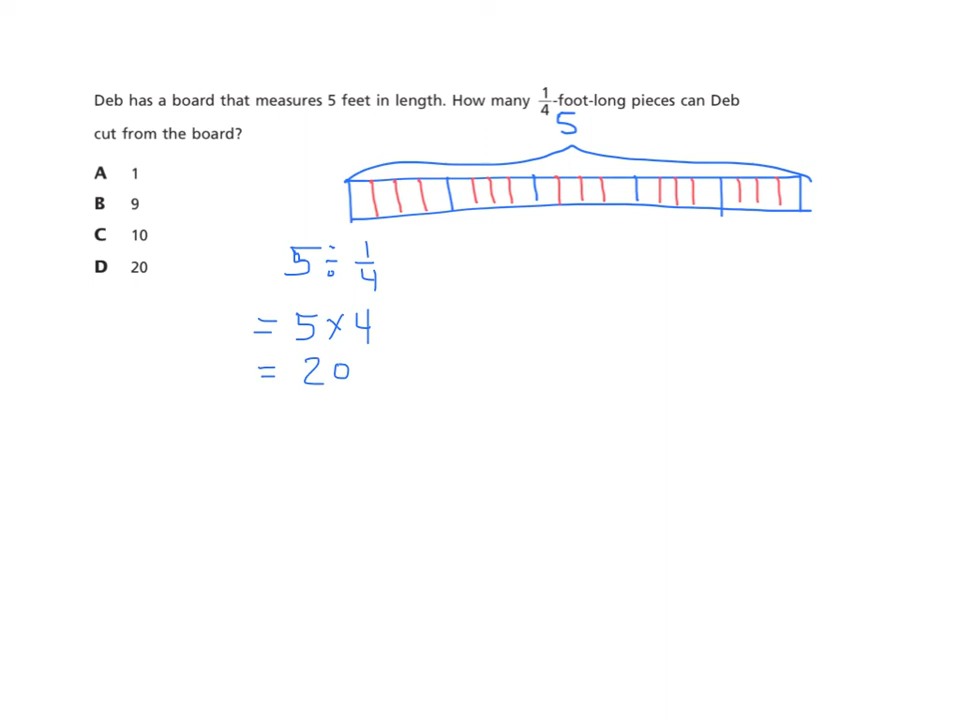 Deb has a board that measures 5 feet in length. How many 1/4-foot-long pieces can Deb
cut from the board?
5
A 1
B 9
C 10
D 20
5 ÷ 1/4
= 5 × 4
= 20